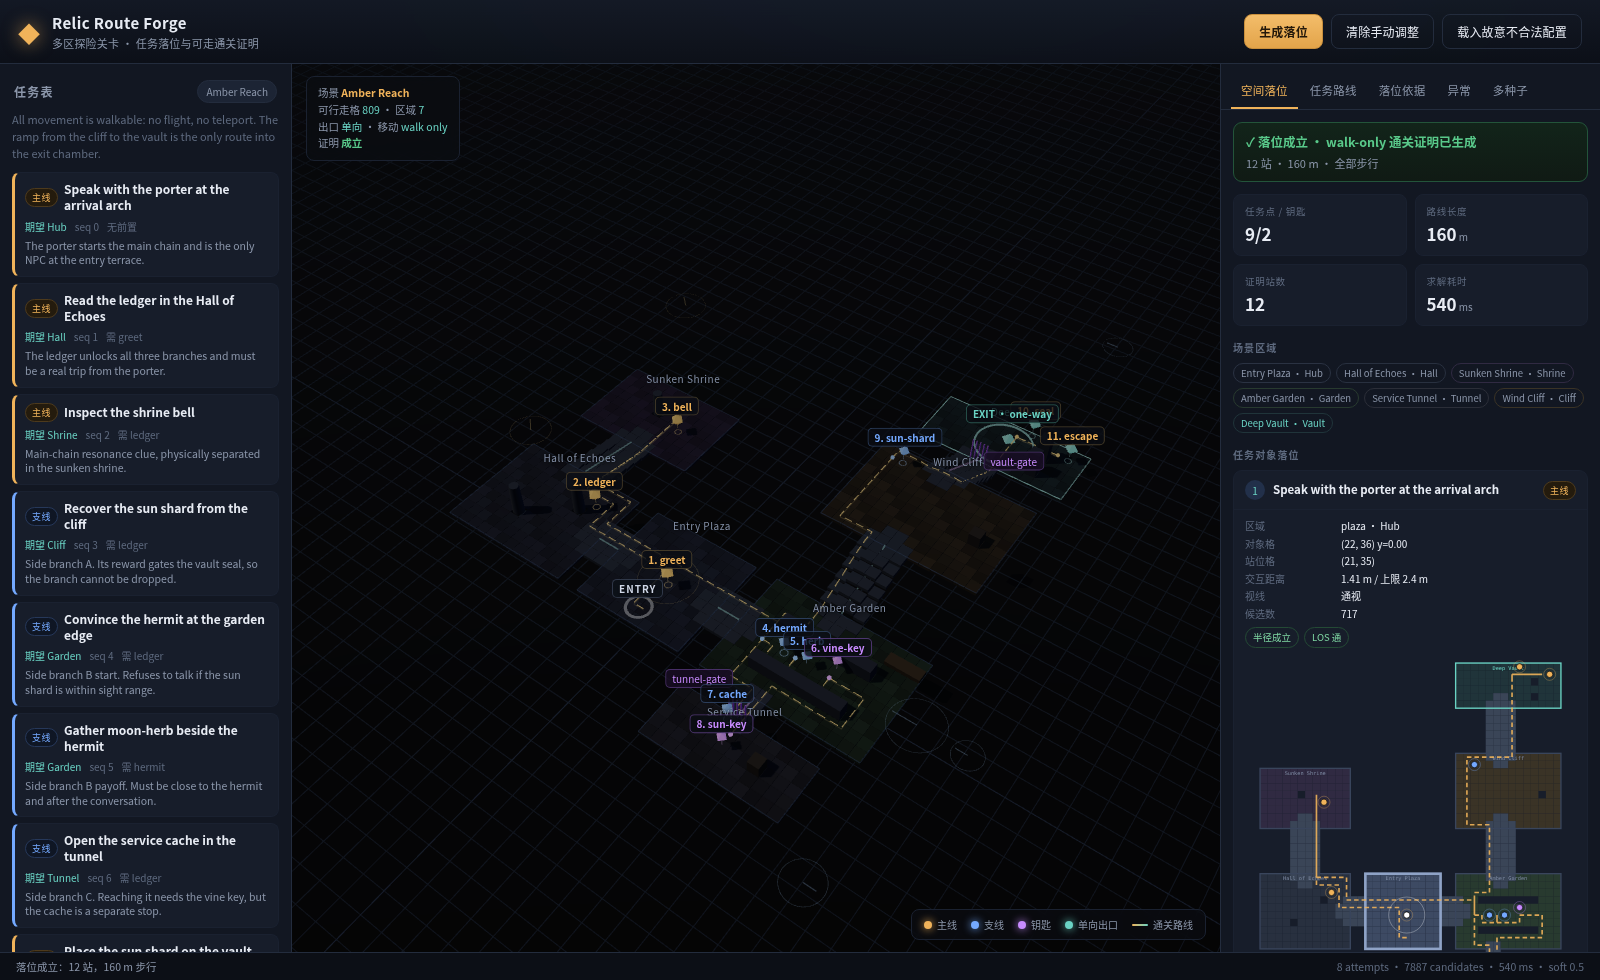 Relic Route Forge
多区探险关卡 · 任务落位与可走通关证明
生成落位
清除手动调整
载入故意不合法配置
任务表
Amber Reach
All movement is walkable: no flight, no teleport. The
ramp from the cliff to the vault is the only route into
the exit chamber.
主线
Speak with the porter at the
arrival arch
期望 Hub seq 0 无前置
The porter starts the main chain and is the only
NPC at the entry terrace.
主线
Read the ledger in the Hall of
Echoes
期望 Hall seq 1 需 greet
The ledger unlocks all three branches and must
be a real trip from the porter.
主线
Inspect the shrine bell
期望 Shrine seq 2 需 ledger
Main-chain resonance clue, physically separated
in the sunken shrine.
支线
Recover the sun shard from the
cliff
期望 Cliff seq 3 需 ledger
Side branch A. Its reward gates the vault seal, so
the branch cannot be dropped.
支线
Convince the hermit at the garden
edge
期望 Garden seq 4 需 ledger
Side branch B start. Refuses to talk if the sun
shard is within sight range.
支线
Gather moon-herb beside the
hermit
期望 Garden seq 5 需 hermit
Side branch B payoff. Must be close to the hermit
and after the conversation.
支线
Open the service cache in the
tunnel
期望 Tunnel seq 6 需 ledger
Side branch C. Reaching it needs the vine key, but
the cache is a separate stop.
Place the sun shard on the vault
场景 Amber Reach
可行走格 809 · 区域 7
出口 单向 · 移动 walk only
证明 成立
Sunken Shrine
3. bell
Hall of Echoes
2. ledger
Entry Plaza
1. greet
ENTRY
EXIT · one-way
9. sun-shard
11. escape
Wind Cliff
vault-gate
Amber Garden
4. hermit
5. herb
6. vine-key
tunnel-gate
7. cache
Service Tunnel
8. sun-key
主线
支线
钥匙
单向出口
通关路线
空间落位
任务路线
落位依据
异常
多种子
✓ 落位成立 · walk-only 通关证明已生成
12 站 · 160 m · 全部步行
任务点 / 钥匙
9/2
路线长度
160 m
证明站数
12
求解耗时
540 ms
场景区域
Entry Plaza · Hub
Hall of Echoes · Hall
Sunken Shrine · Shrine
Amber Garden · Garden
Service Tunnel · Tunnel
Wind Cliff · Cliff
Deep Vault · Vault
任务对象落位
1
Speak with the porter at the arrival arch
主线
区域 plaza · Hub
对象格 (22, 36) y=0.00
站位格 (21, 35)
交互距离 1.41 m / 上限 2.4 m
视线 通视
候选数 717
半径成立
LOS 通
Sunken Shrine
Entry Plaza
落位成立：12 站，160 m 步行
8 attempts · 7887 candidates · 540 ms · soft 0.5